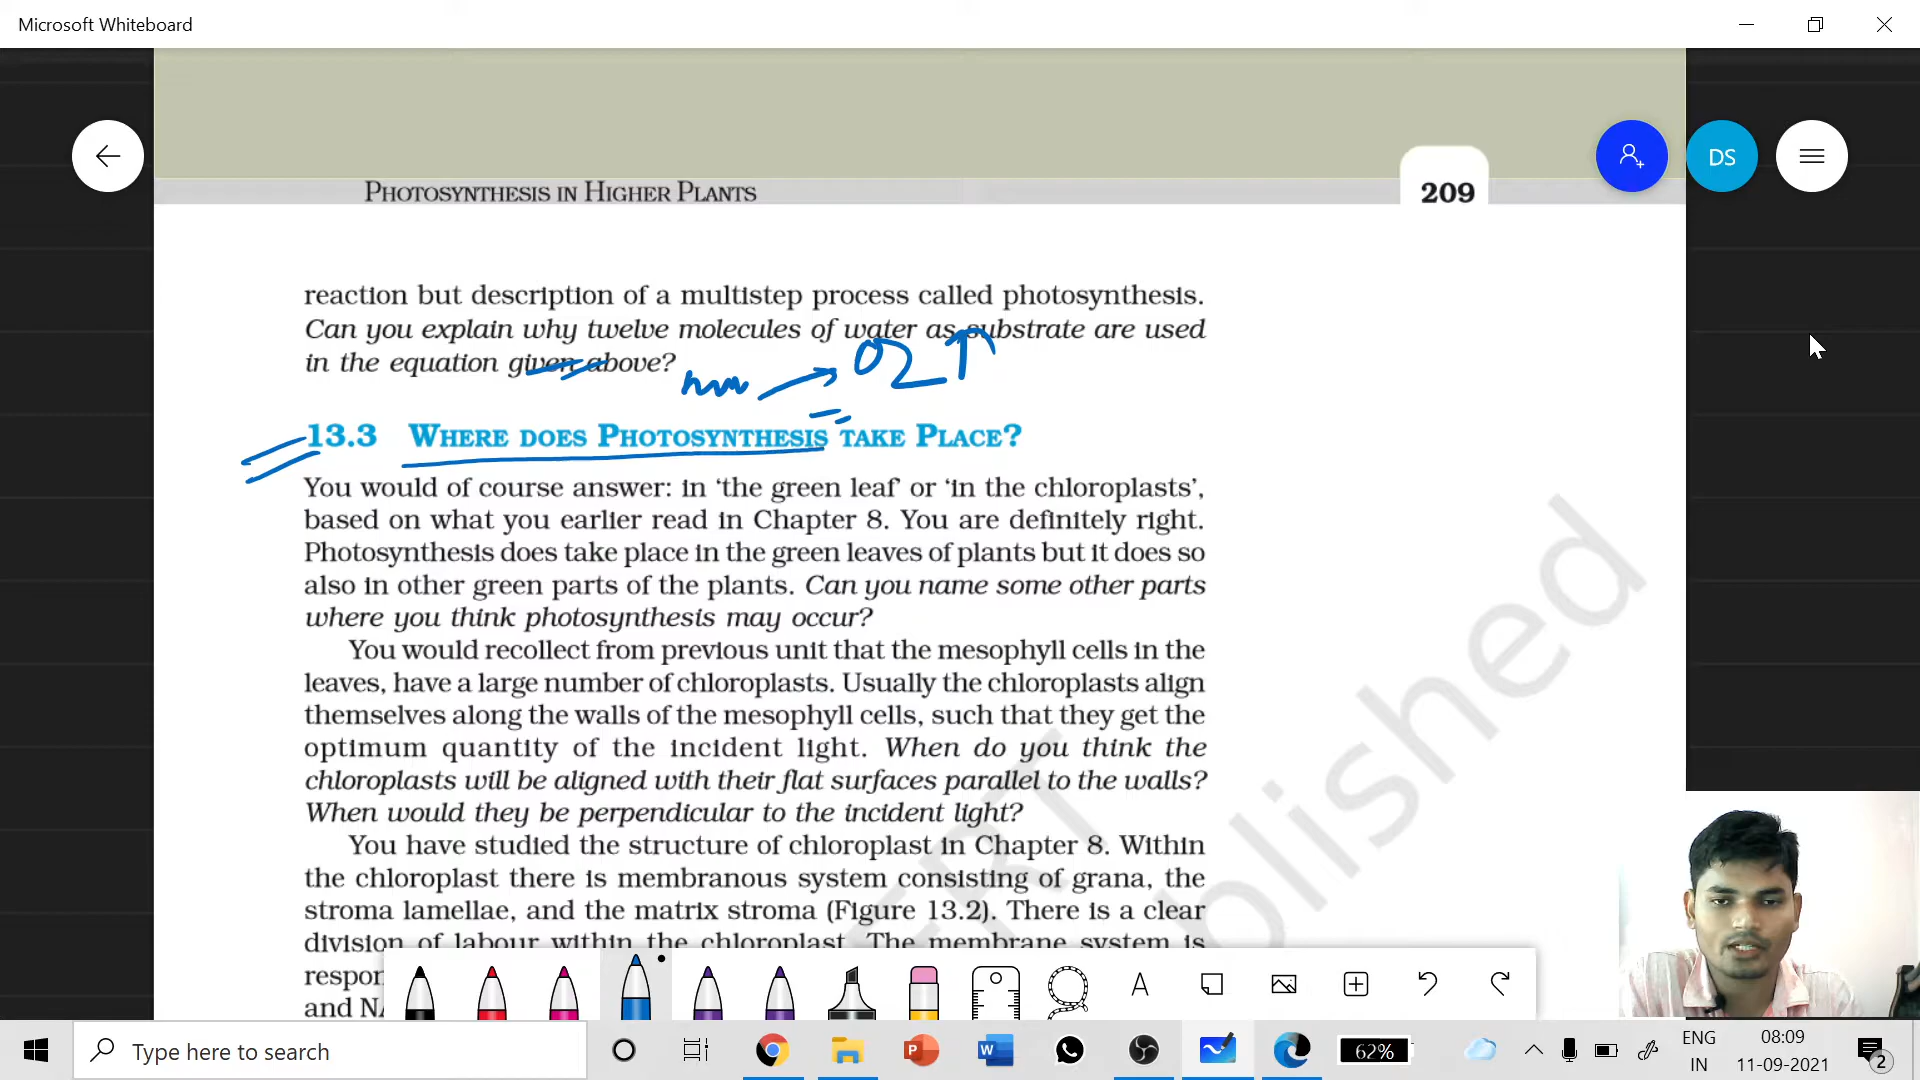 Microsoft Whiteboard
PHOTOSYNTHESIS IN HIGHER PLANTS
209
DS
reaction but description of a multistep process called photosynthesis.
Can you explain why twelve molecules of water as substrate are used
in the equation given above?
O2 ↑
13.3 WHERE DOES PHOTOSYNTHESIS TAKE PLACE?
You would of course answer: in ‘the green leaf’ or ‘in the chloroplasts’,
based on what you earlier read in Chapter 8. You are definitely right.
Photosynthesis does take place in the green leaves of plants but it does so
also in other green parts of the plants. Can you name some other parts
where you think photosynthesis may occur?
You would recollect from previous unit that the mesophyll cells in the
leaves, have a large number of chloroplasts. Usually the chloroplasts align
themselves along the walls of the mesophyll cells, such that they get the
optimum quantity of the incident light. When do you think the
chloroplasts will be aligned with their flat surfaces parallel to the walls?
When would they be perpendicular to the incident light?
You have studied the structure of chloroplast in Chapter 8. Within
the chloroplast there is membranous system consisting of grana, the
stroma lamellae, and the matrix stroma (Figure 13.2). There is a clear
division of labour within the chloroplast. The membrane system is
respon
and NA
blished
A
Type here to search
62%
ENG
IN
08:09
11-09-2021
2